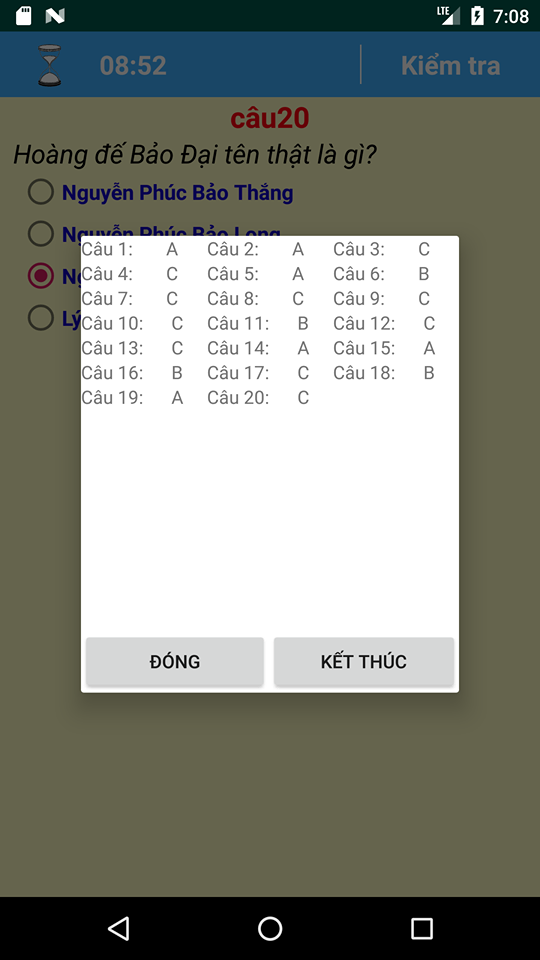 LTE 7:08
08:52 Kiểm tra
câu20
Hoàng đế Bảo Đại tên thật là gì?
Nguyễn Phúc Bảo Thắng
Nguyễn Phúc Bảo Long
Lý
Câu 1: A Câu 2: A Câu 3: C
Câu 4: C Câu 5: A Câu 6: B
Câu 7: C Câu 8: C Câu 9: C
Câu 10: C Câu 11: B Câu 12: C
Câu 13: C Câu 14: A Câu 15: A
Câu 16: B Câu 17: C Câu 18: B
Câu 19: A Câu 20: C
ĐÓNG KẾT THÚC